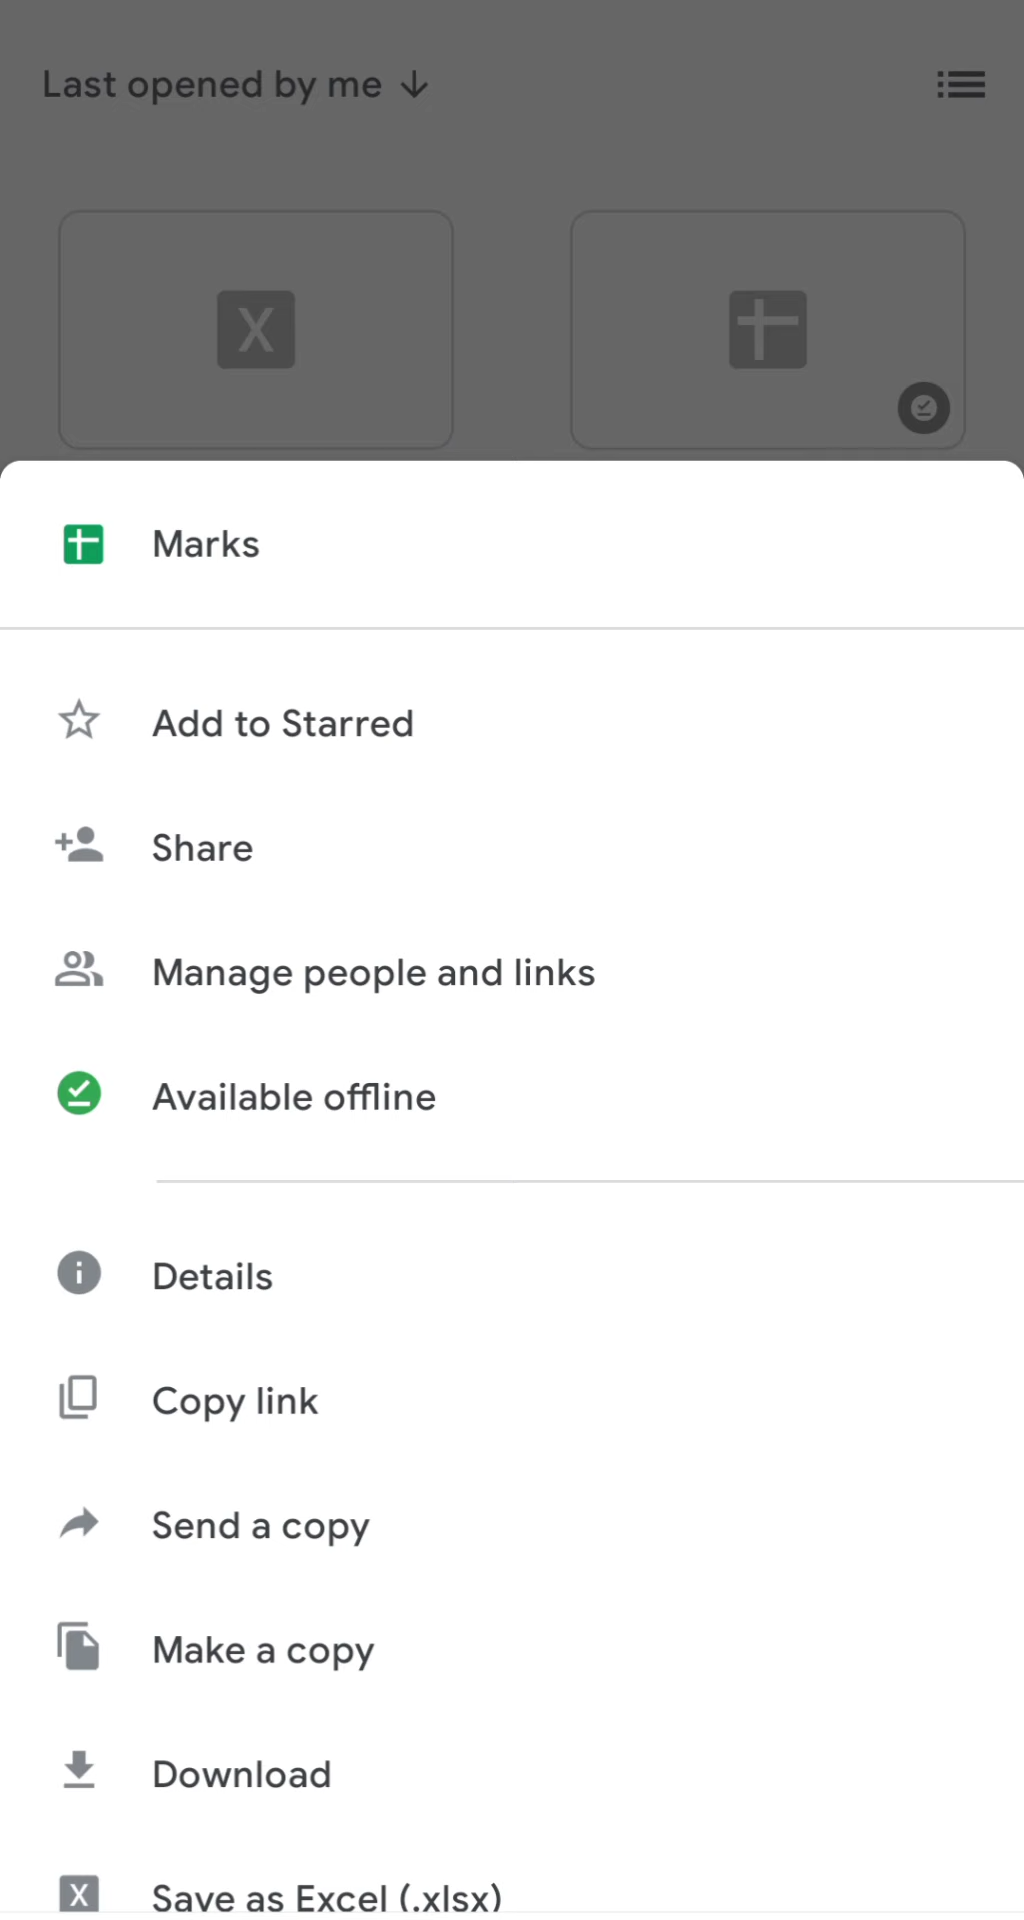 Last opened by me
X
Marks
Add to Starred
Share
Manage people and links
Available offline
Details
Copy link
Send a copy
Make a copy
Download
X Save as Excel (.xlsx)